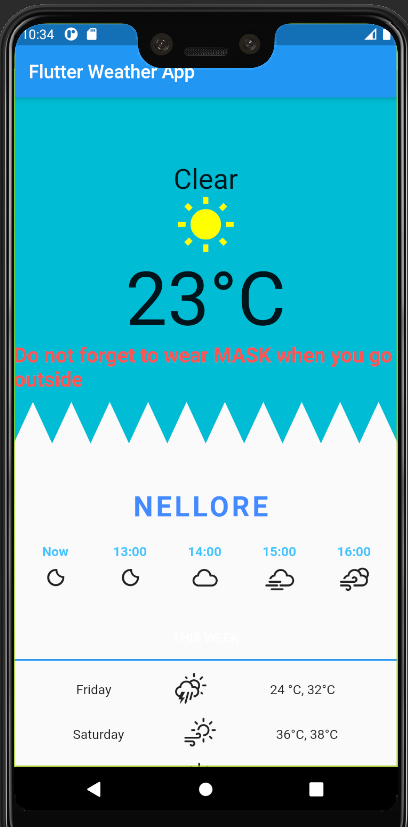 10:34
Flutter Weather App
Clear
23°C
Do not forget to wear MASK when you go
outside
NELLORE
Now 13:00 14:00 15:00 16:00
THIS WEEK
Friday 24 °C, 32°C
Saturday 36°C, 38°C